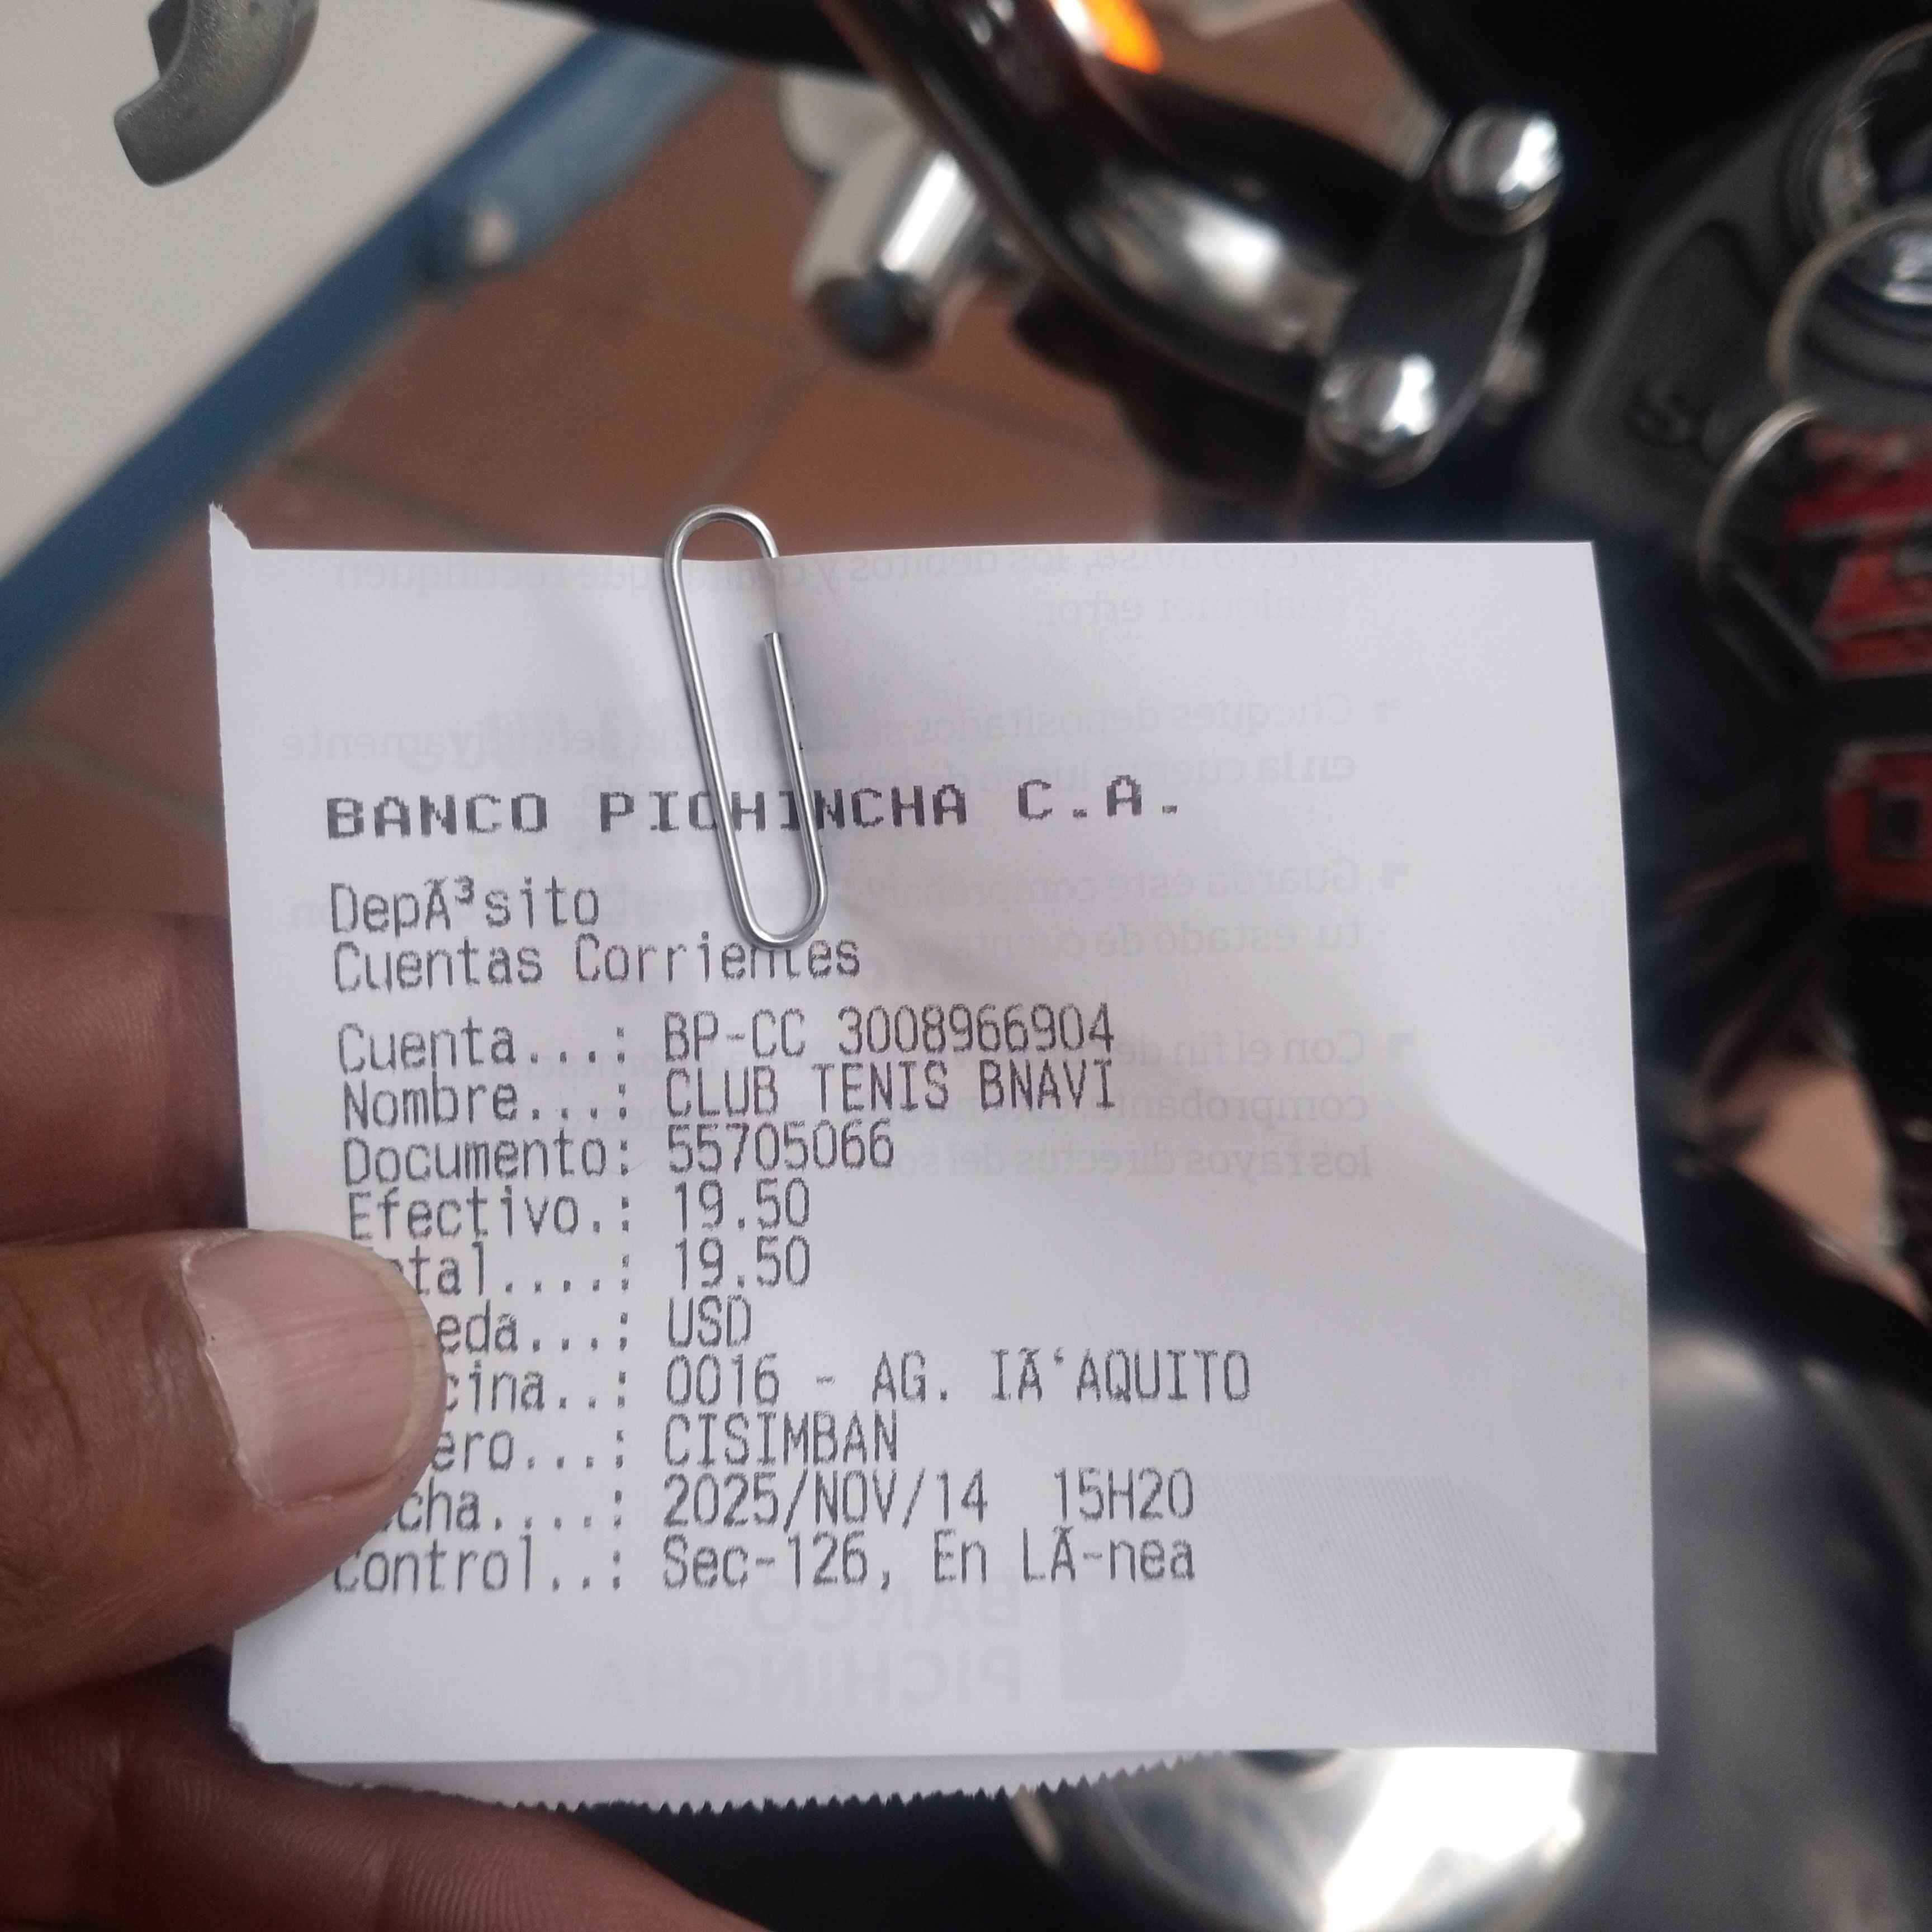 BANCO PICHINCHA C.A.
DepÃ³sito
Cuentas Corrientes
Cuenta...: BP-CC 3008966904
Nombre...: CLUB TENIS BNAVI
Documento: 55705066
Efectivo.: 19.50
tal....: 19.50
eda...: USD
cina..: 0016 - AG. IÃ‘AQUITO
ero...: CISIMBAN
cha....: 2025/NOV/14 15H20
Control..: Sec-126, En LÃ-nea